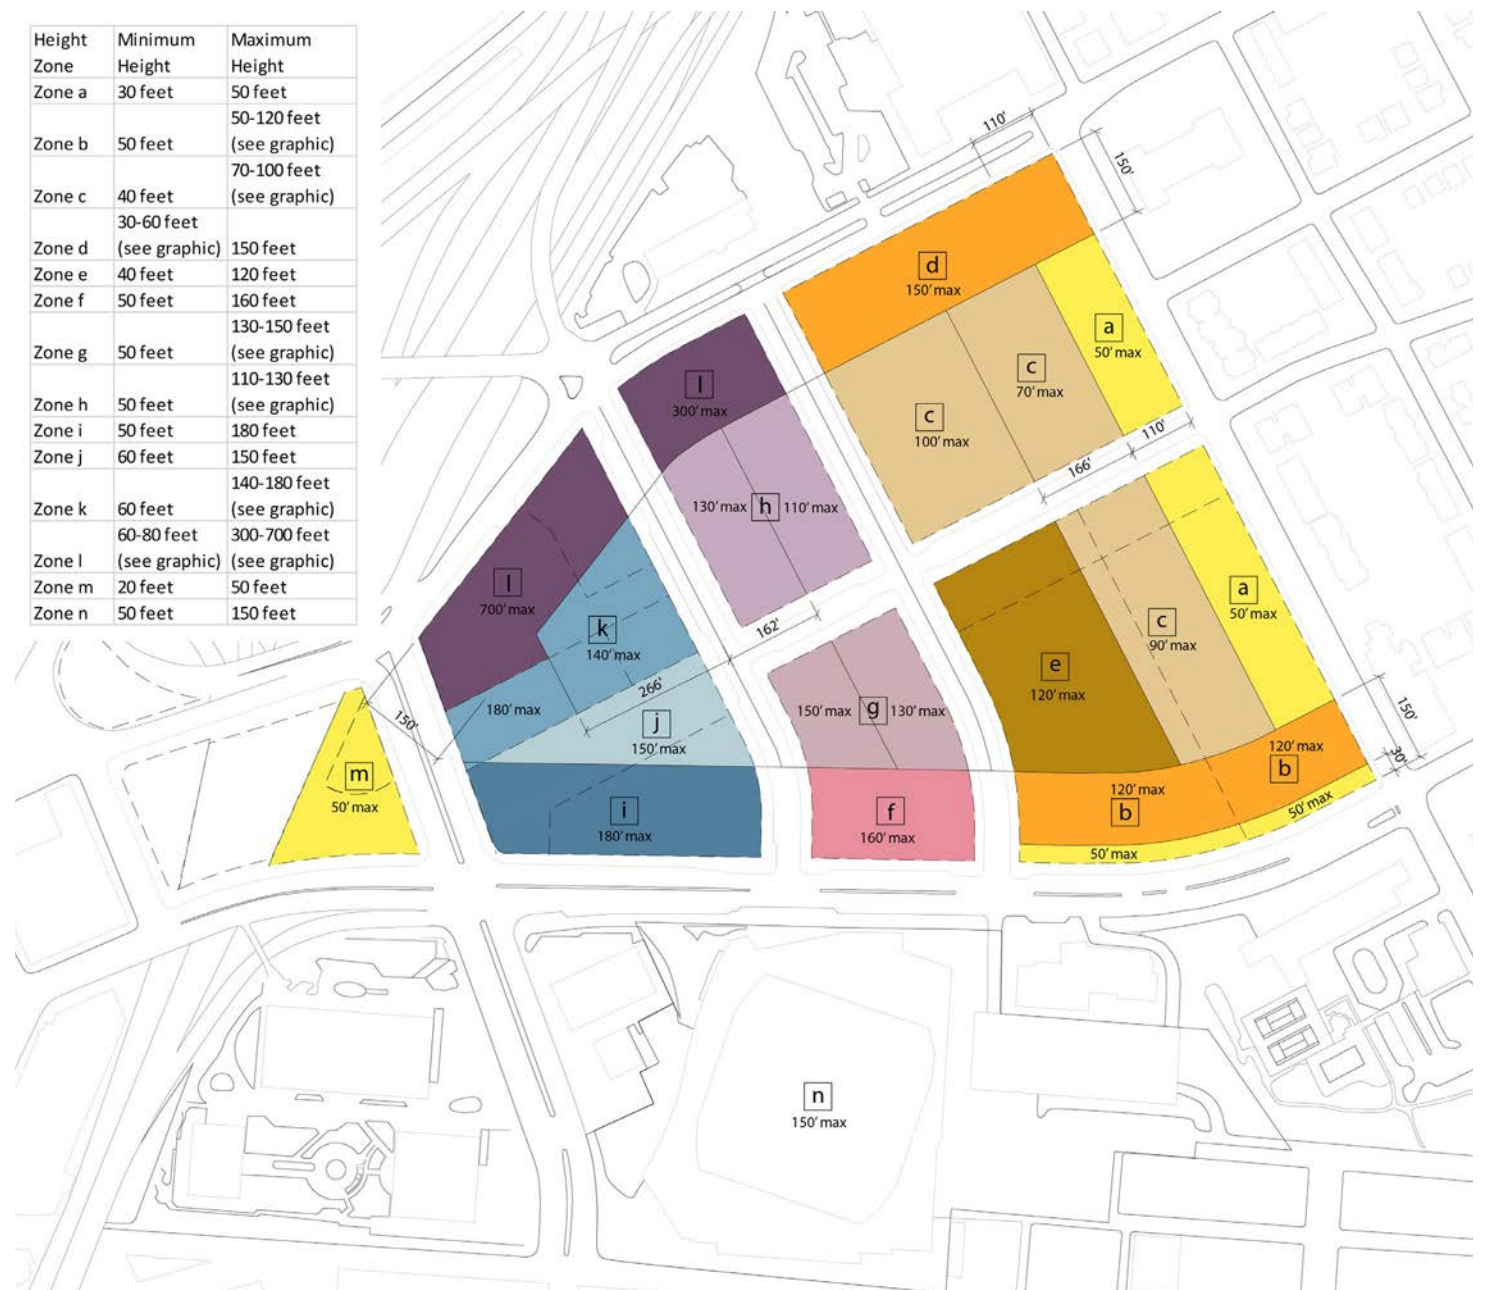 Height Minimum Maximum
Zone Height Height
Zone a 30 feet 50 feet
50-120 feet
Zone b 50 feet (see graphic)
70-100 feet
Zone c 40 feet (see graphic)
30-60 feet
Zone d (see graphic) 150 feet
Zone e 40 feet 120 feet
Zone f 50 feet 160 feet
130-150 feet
Zone g 50 feet (see graphic)
110-130 feet
Zone h 50 feet (see graphic)
Zone i 50 feet 180 feet
Zone j 60 feet 150 feet
140-180 feet
Zone k 60 feet (see graphic)
60-80 feet 300-700 feet
Zone l (see graphic) (see graphic)
Zone m 20 feet 50 feet
Zone n 50 feet 150 feet
110'
150'
d
150' max
a
50' max
c
70' max
c
100' max
110'
166'
l
300' max
130' max h 110' max
162'
l
700' max
k
140' max
180' max
266'
j
150' max
i
180' max
150'
m
50' max
150' max g 130' max
f
160' max
e
120' max
c
90' max
a
50' max
150'
30'
120' max
b
120' max
b
50' max
50' max
n
150' max